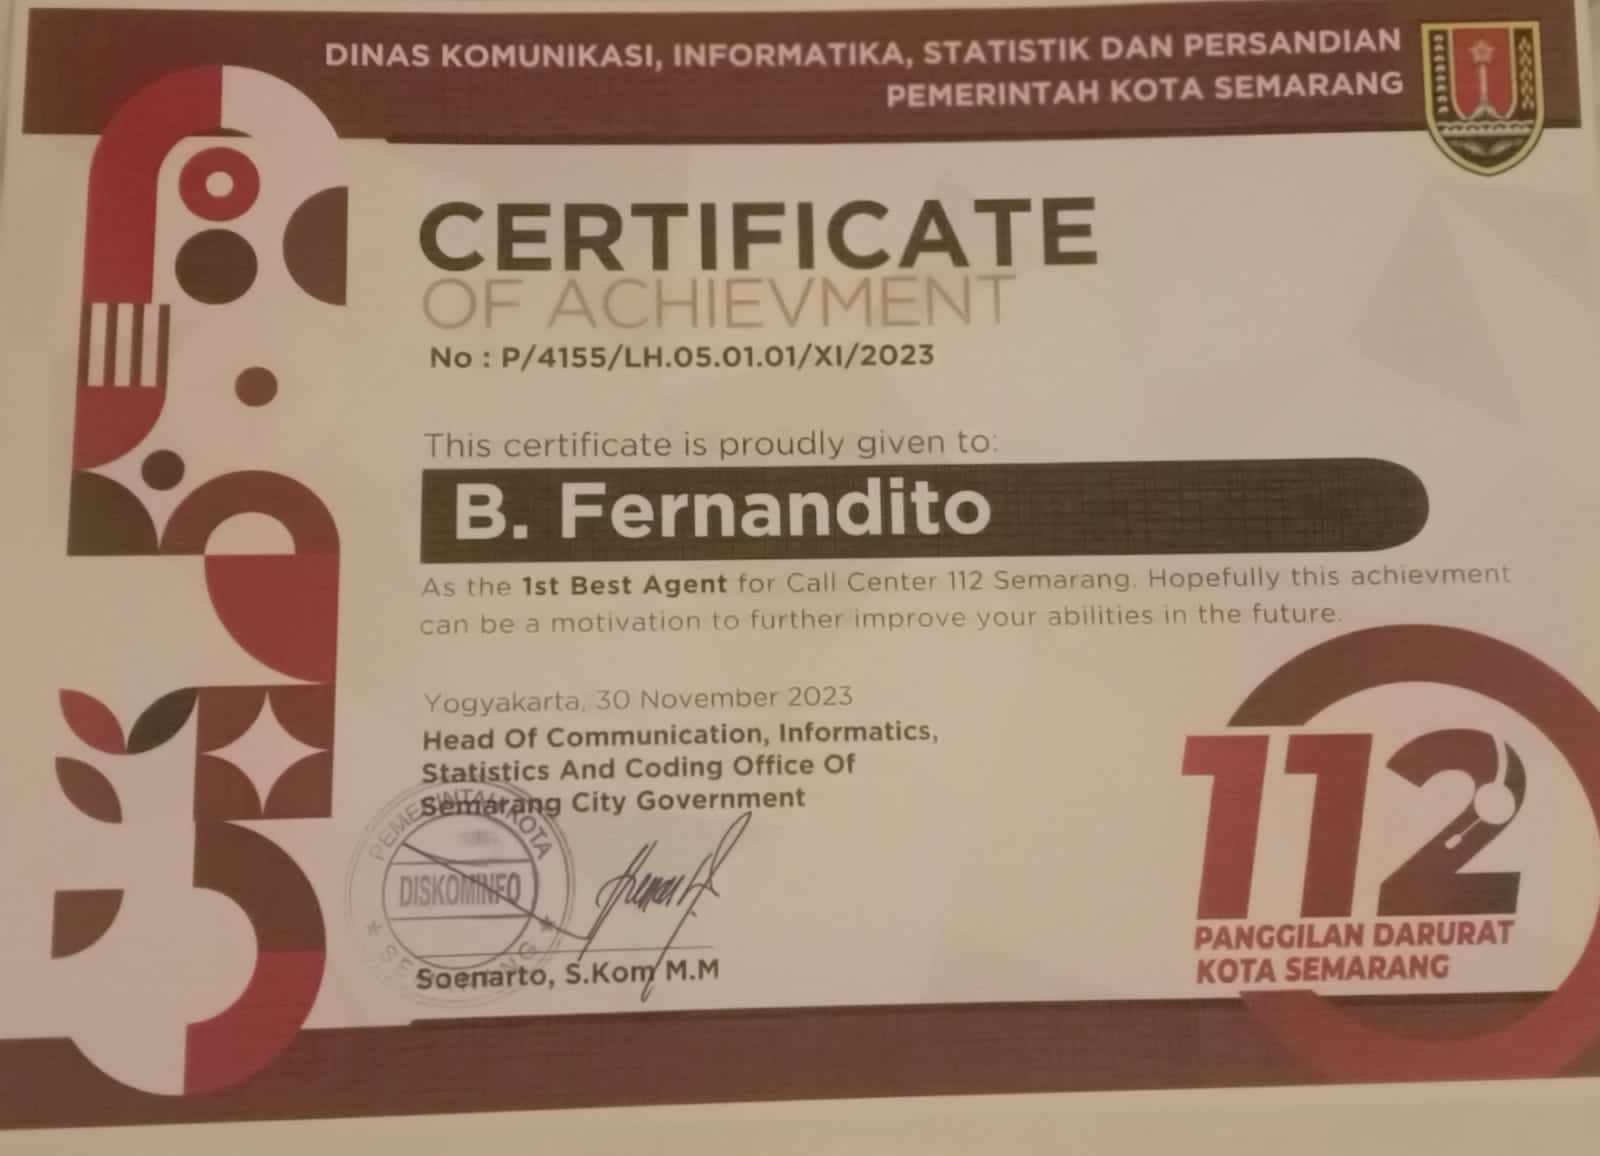 DINAS KOMUNIKASI, INFORMATIKA, STATISTIK DAN PERSANDIAN
PEMERINTAH KOTA SEMARANG
CERTIFICATE
OF ACHIEVMENT
No : P/4155/LH.05.01.01/XI/2023
This certificate is proudly given to:
B. Fernandito
As the 1st Best Agent for Call Center 112 Semarang. Hopefully this achievment
can be a motivation to further improve your abilities in the future.
Yogyakarta, 30 November 2023
Head Of Communication, Informatics,
Statistics And Coding Office Of
Semarang City Government
PEMERINTAH KOTA
DISKOMINFO
SEMARANG
Soenarto, S.Kom M.M
112
PANGGILAN DARURAT
KOTA SEMARANG